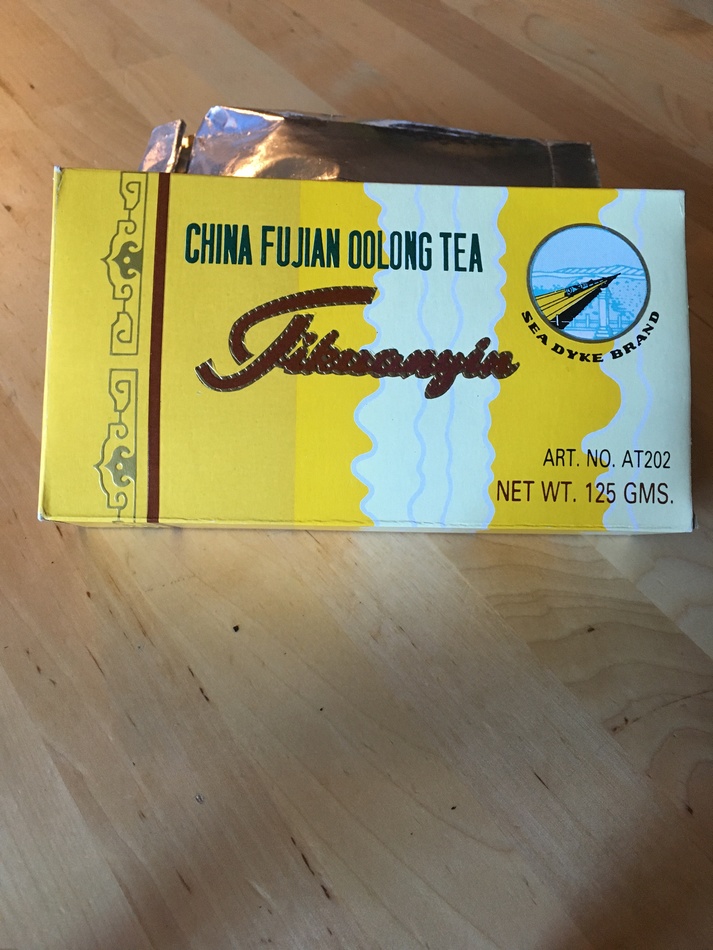 CHINA FUJIAN OOLONG TEA
Tikuanyin
SEA DYKE BRAND
ART. NO. AT202
NET WT. 125 GMS.